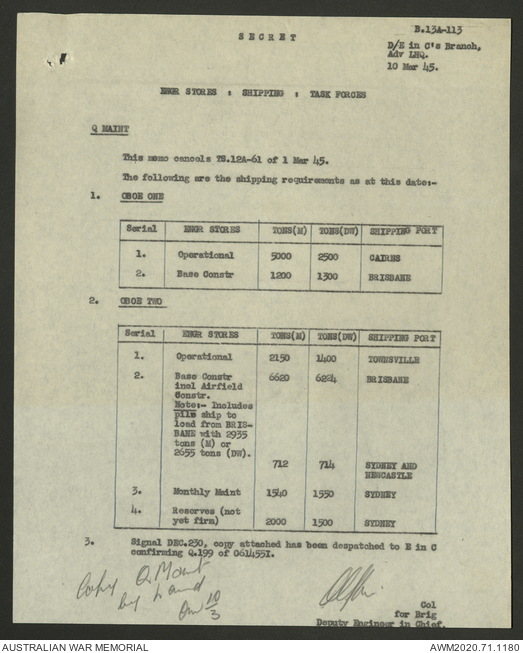 B.13A-113
SECRET
D/E in C's Branch,
Adv LHQ.
10 Mar 45.
ENGR STORES : SHIPPING : TASK FORCES
Q MAINT
This memo cancels TS.12A-61 of 1 Mar 45.
The following are the shipping requirements as at this date:-
1. OBOE ONE
Serial ENGR STORES TONS(M) TONS(DW) SHIPPING PORT
1. Operational 5000 2500 CAIRNS
2. Base Constr 1200 1300 BRISBANE
2. OBOE TWO
Serial ENGR STORES TONS(M) TONS(DW) SHIPPING PORT
1. Operational 2150 1400 TOWNSVILLE
2. Base Constr 6620 6224 BRISBANE
incl Airfield
Constr.
Note:- Includes
pile ship to
load from BRIS-
BANE with 2935
tons (M) or
2655 tons (DW).
712 714 SYDNEY AND
NEWCASTLE
3. Monthly Maint 1540 1550 SYDNEY
4. Reserves (not
yet firm) 2000 1500 SYDNEY
3. Signal DEC.230, copy attached has been despatched to E in C
confirming Q.199 of 061455I.
Copy Q Maint
by hand
10/3
Col
for Brig
Deputy Engineer in Chief.
AUSTRALIAN WAR MEMORIAL AWM2020.71.1180